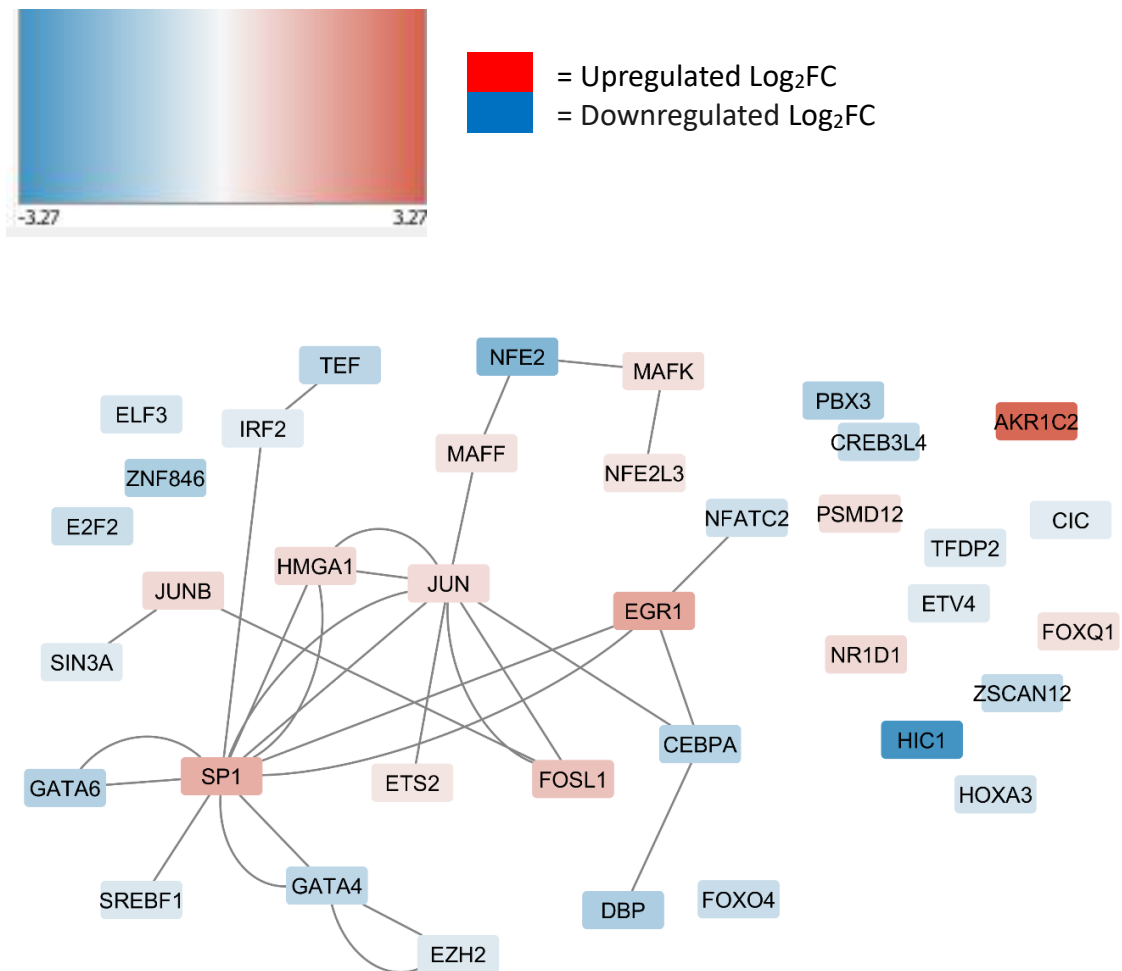 = Upregulated Log₂FC
= Downregulated Log₂FC
-3.27
3.27
TEF
NFE2
MAFK
PBX3
AKR1C2
ELF3
IRF2
MAFF
CREB3L4
ZNF846
NFE2L3
E2F2
NFATC2
PSMD12
CIC
TFDP2
HMGA1
JUN
JUNB
EGR1
ETV4
FOXQ1
SIN3A
NR1D1
ZSCAN12
CEBPA
HIC1
GATA6
SP1
ETS2
FOSL1
HOXA3
SREBF1
GATA4
DBP
FOXO4
EZH2